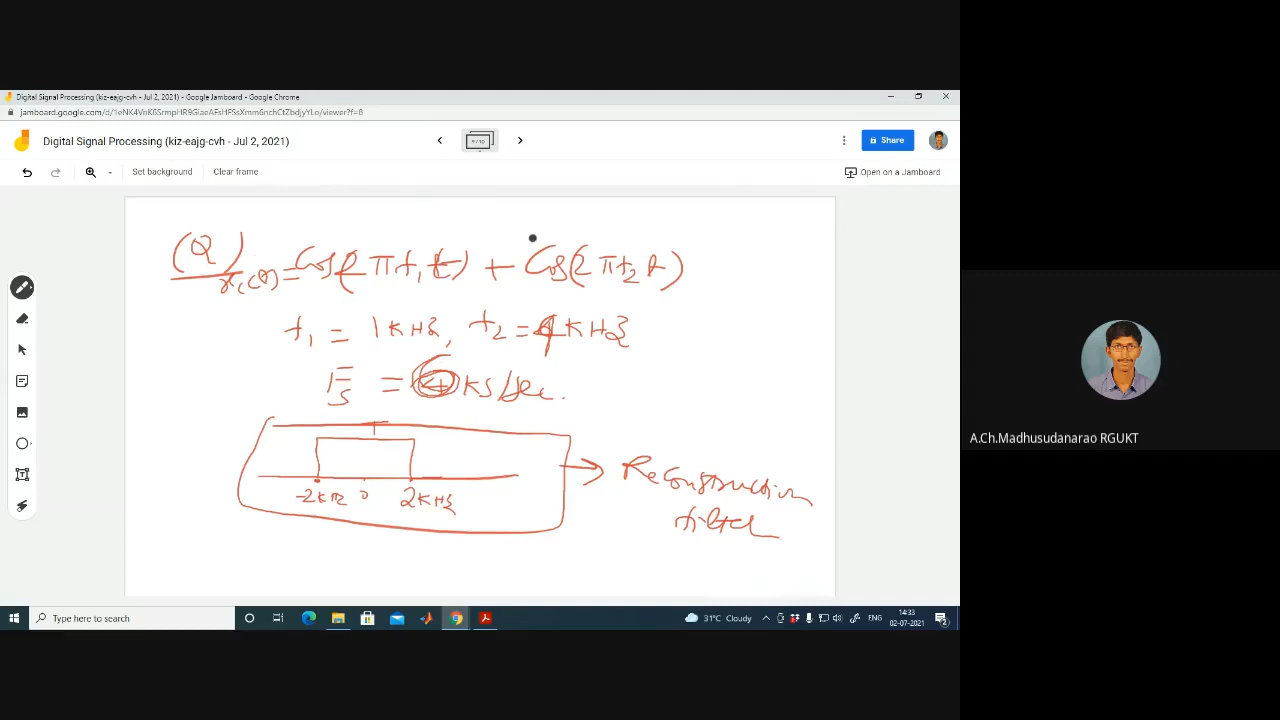 Digital Signal Processing (kiz-eajg-cvh - Jul 2, 2021) - Google Jamboard - Google Chrome
Digital Signal Processing (kiz-eajg-cvh - Jul 2, 2021)
Share
Set background
Clear frame
Open on a Jamboard
(Q)
= Cos(2πf₁t) + Cos(2πf₂t)
f₁ = 1KHz, f₂ = 4KHz
Fs = KS/sec.
-2KHz 0 2KHz
Reconstruction
filter
A.Ch.Madhusudanarao RGUKT
Type here to search
31°C Cloudy
ENG
14:33
02-07-2021